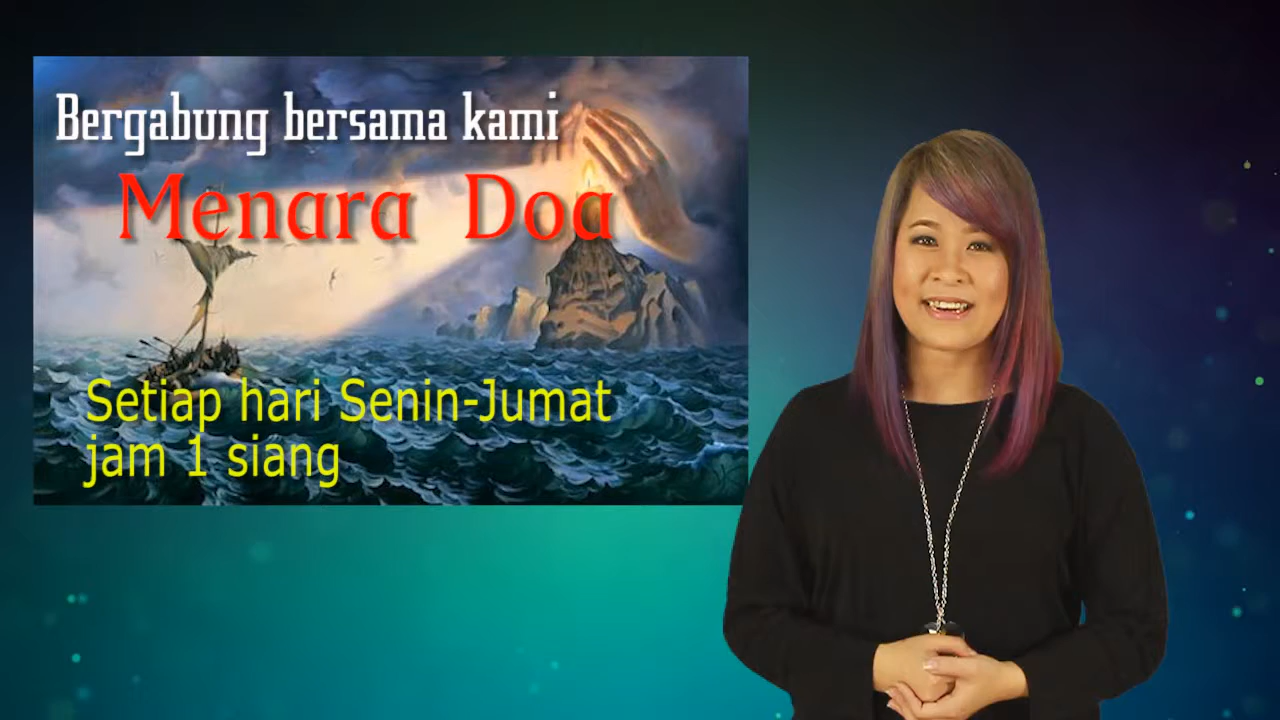 Bergabung bersama kami
Menara Doa
Setiap hari Senin-Jumat
jam 1 siang